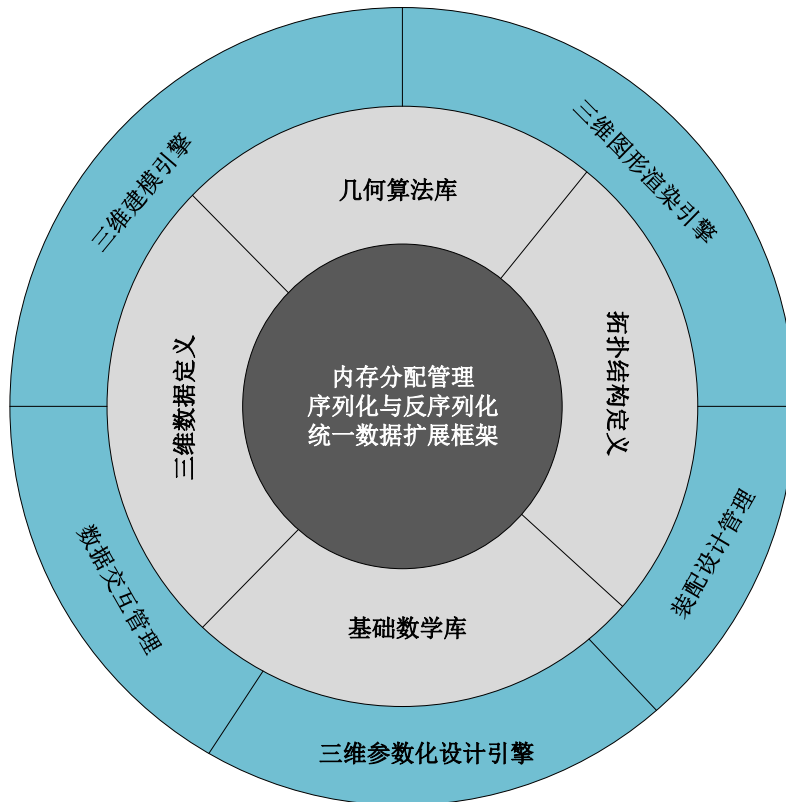 三维建模引擎
三维图形渲染引擎
几何算法库
三维数据定义
拓扑结构定义
内存分配管理
序列化与反序列化
统一数据扩展框架
数据交互管理
装配设计管理
基础数学库
三维参数化设计引擎